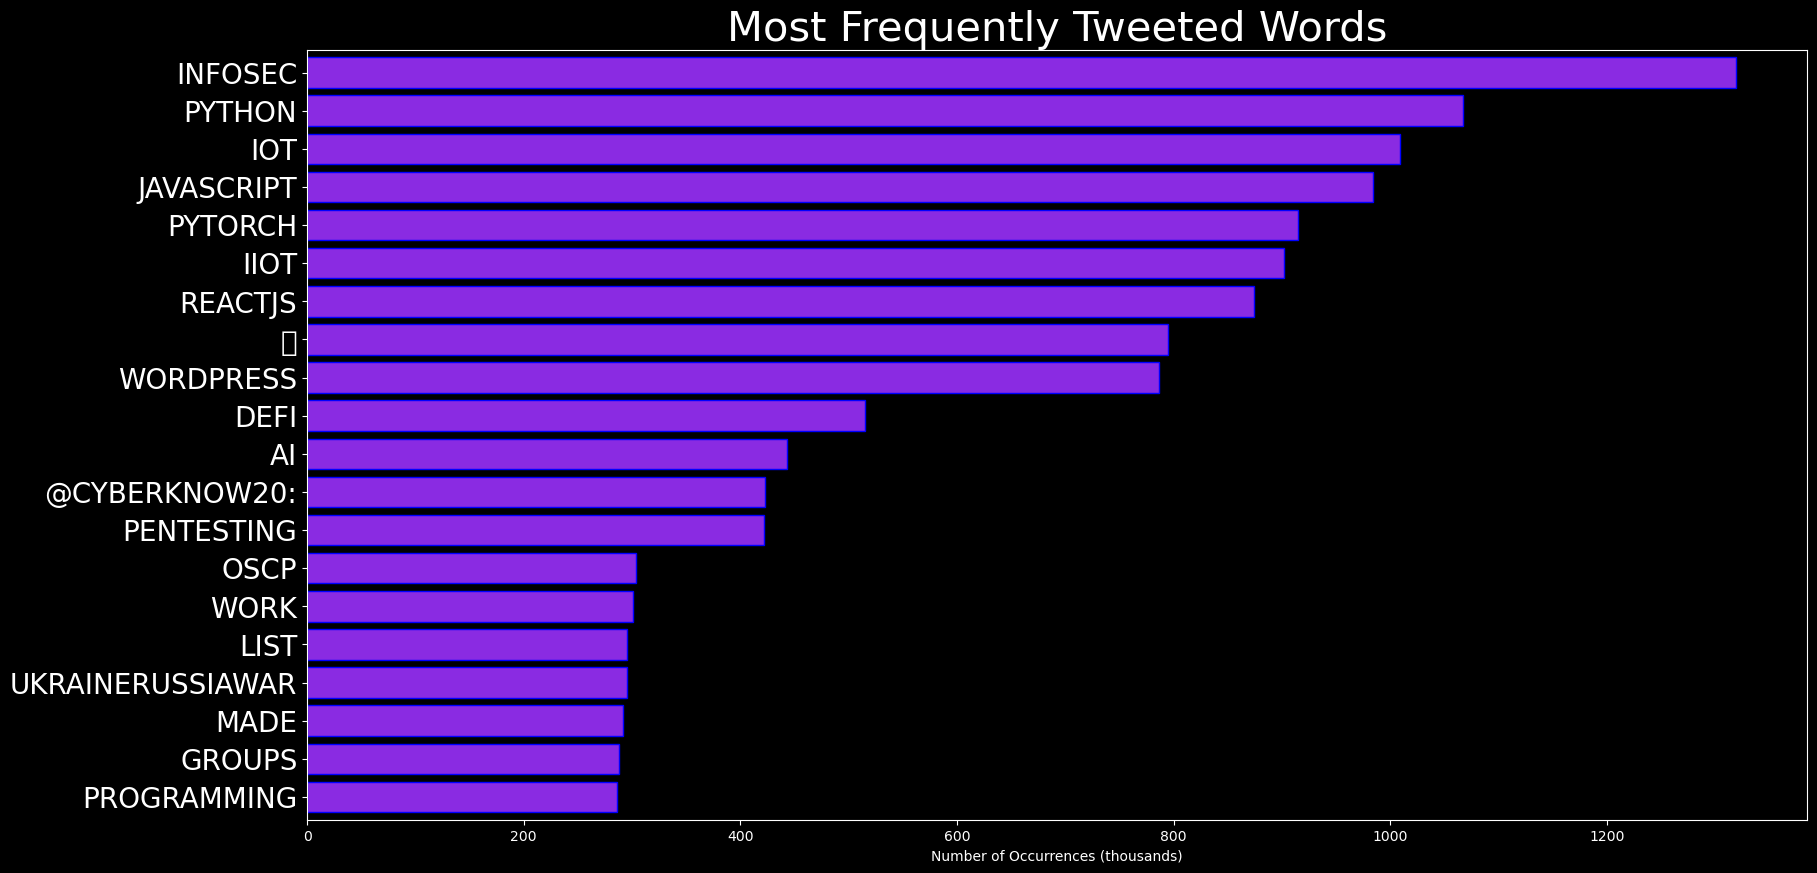 Most Frequently Tweeted Words
INFOSEC
PYTHON
IOT
JAVASCRIPT
PYTORCH
IIOT
REACTJS
WORDPRESS
DEFI
AI
@CYBERKNOW20:
PENTESTING
OSCP
WORK
LIST
UKRAINERUSSIAWAR
MADE
GROUPS
PROGRAMMING
0 200 400 600 800 1000 1200
Number of Occurrences (thousands)